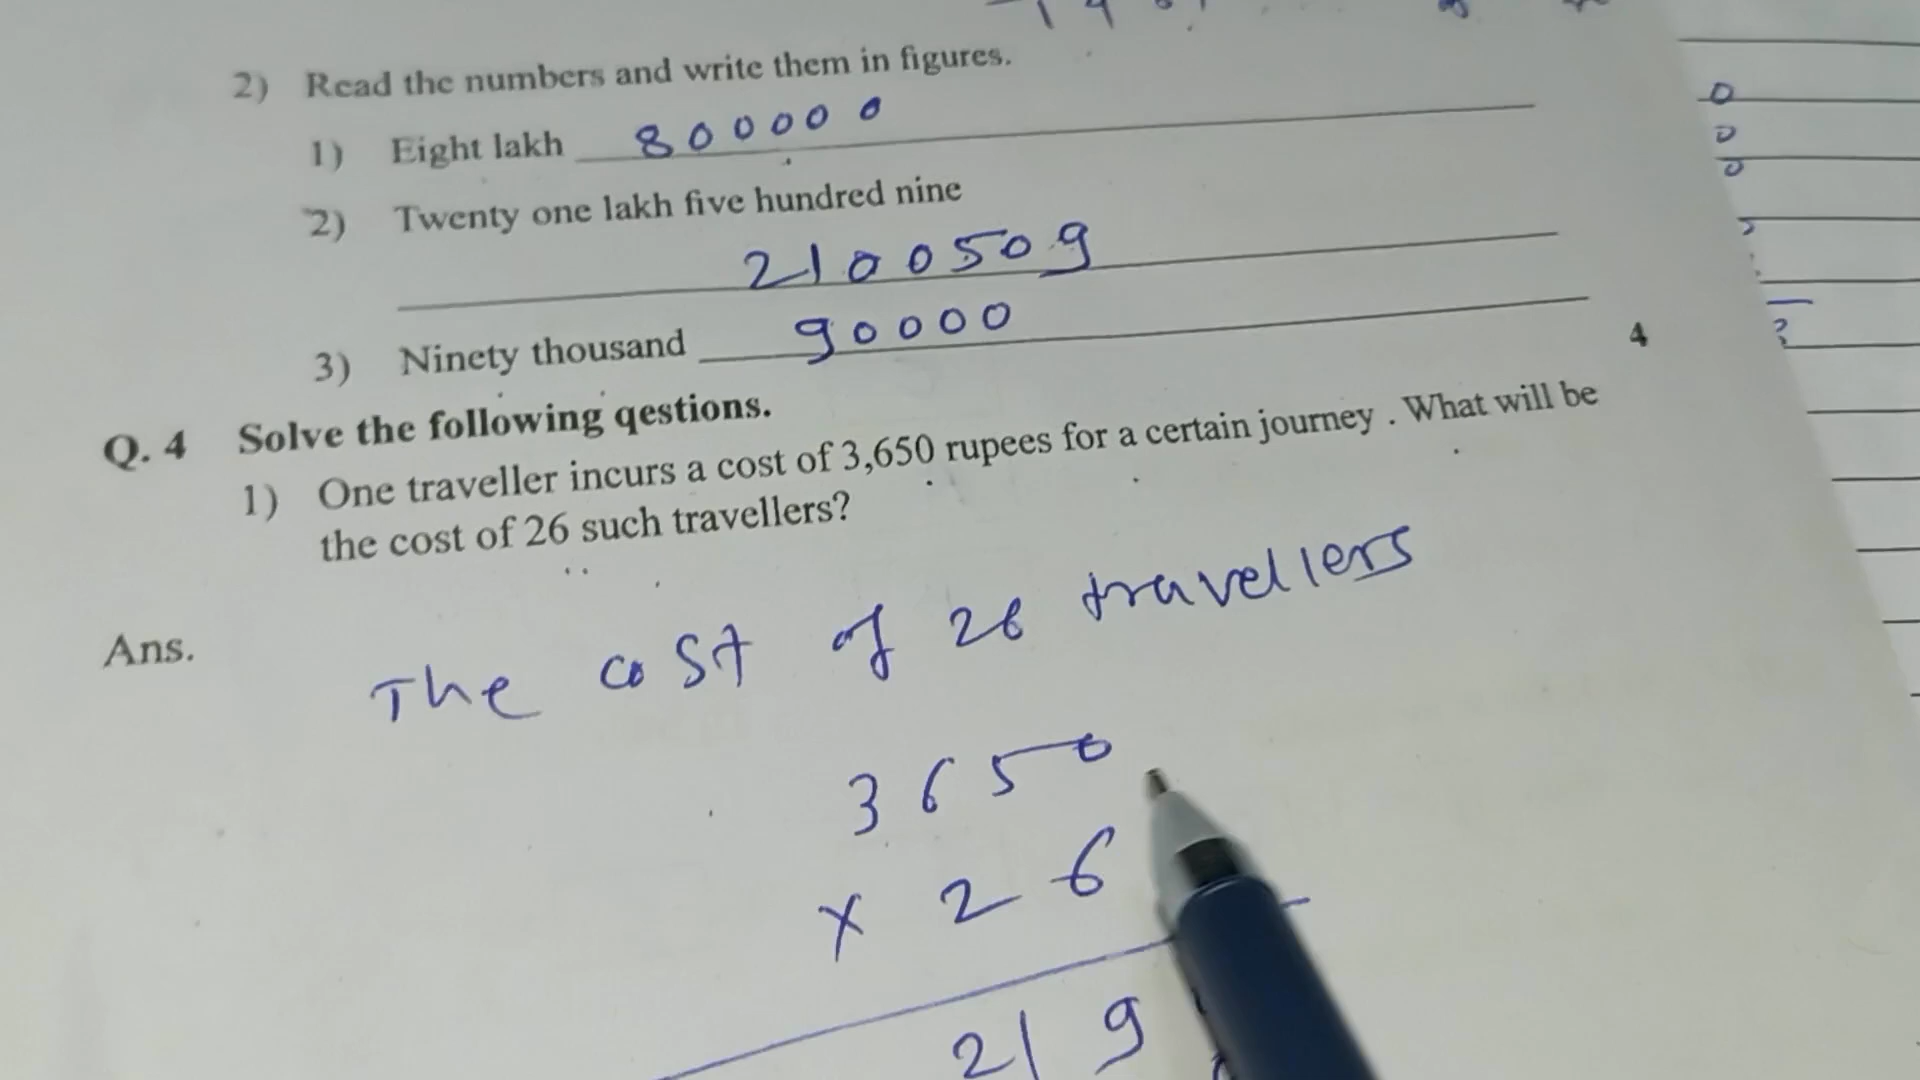 2) Read the numbers and write them in figures.
1) Eight lakh 800000
2) Twenty one lakh five hundred nine
2100509
3) Ninety thousand 90000
4
Q. 4 Solve the following qestions.
1) One traveller incurs a cost of 3,650 rupees for a certain journey . What will be
the cost of 26 such travellers?
Ans.
The cost of 26 travellers
3650
x 26
219